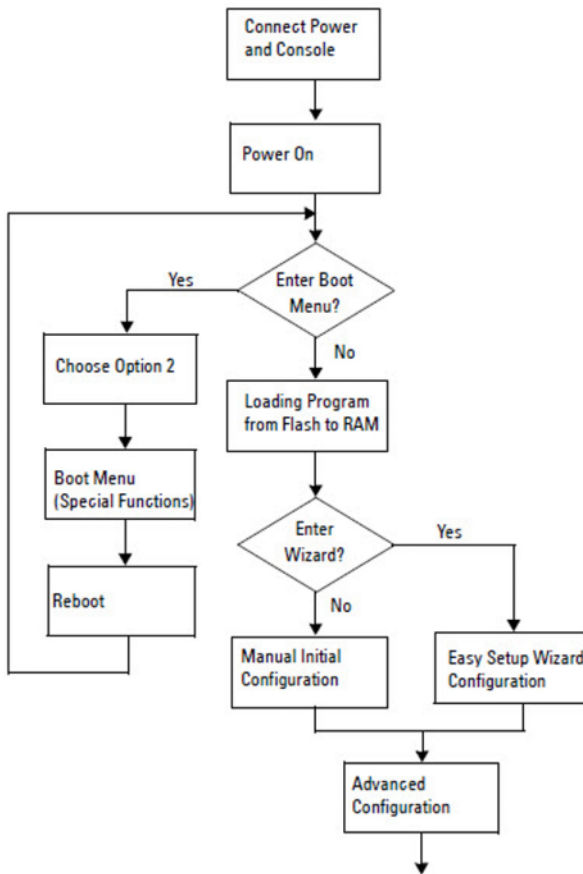 Connect Power
and Console
Power On
Enter Boot
Menu?
Yes
No
Choose Option 2
Loading Program
from Flash to RAM
Boot Menu
(Special Functions)
Enter
Wizard?
Yes
No
Reboot
Manual Initial
Configuration
Easy Setup Wizard
Configuration
Advanced
Configuration